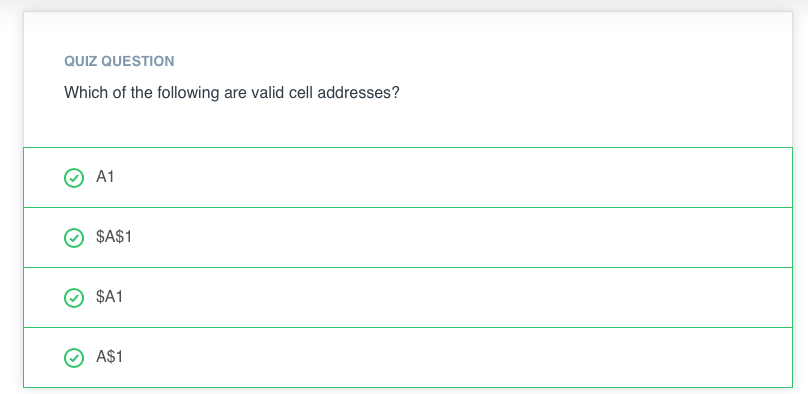 QUIZ QUESTION
Which of the following are valid cell addresses?
A1
$A$1
$A1
A$1